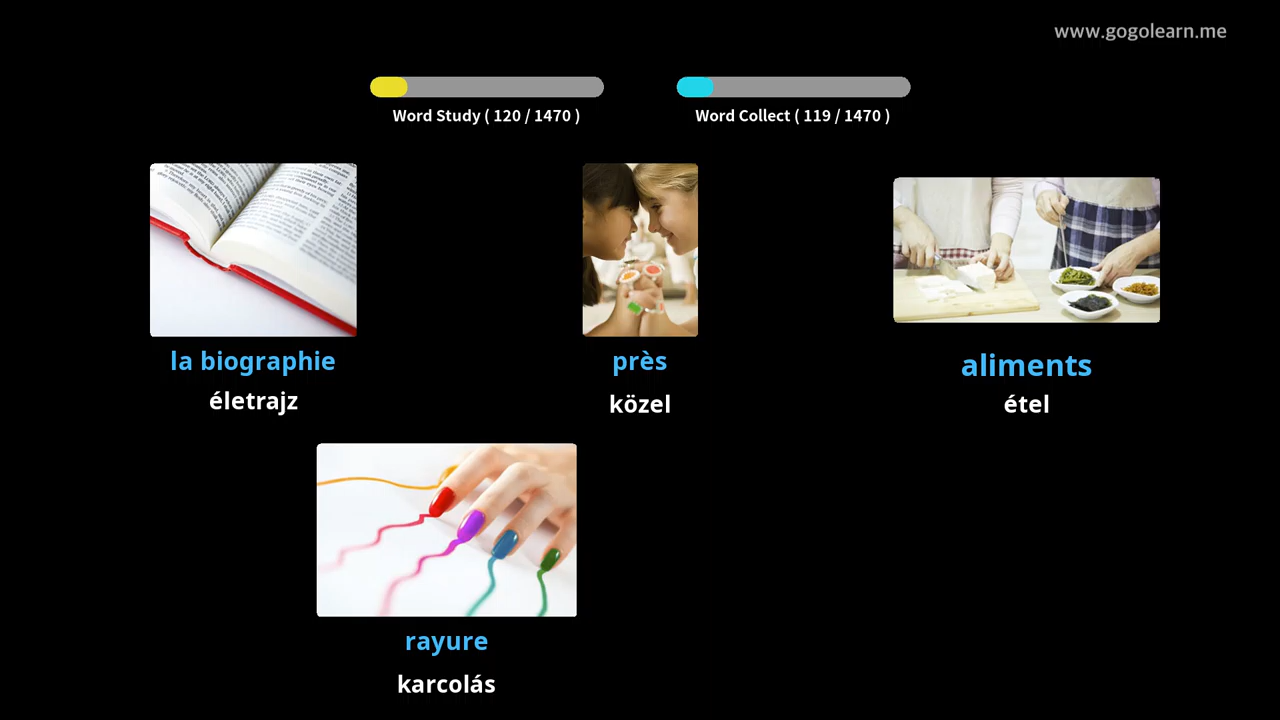 www.gogolearn.me
Word Study ( 120 / 1470 )
Word Collect ( 119 / 1470 )
la biographie
életrajz
près
közel
aliments
étel
rayure
karcolás